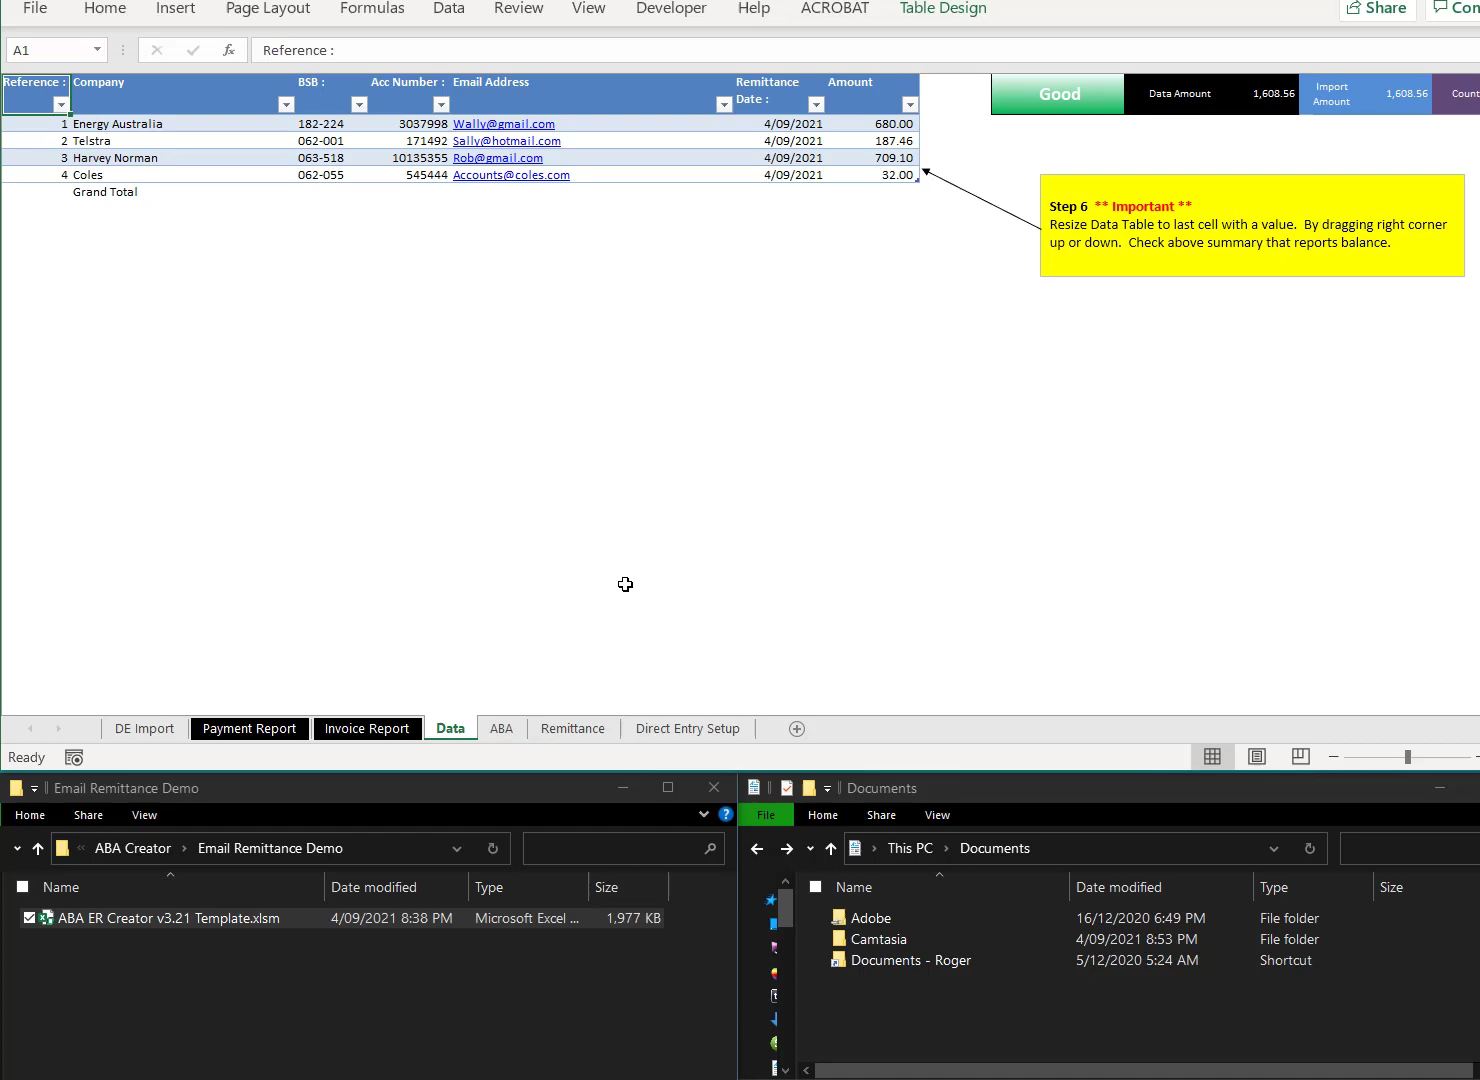 File Home Insert Page Layout Formulas Data Review View Developer Help ACROBAT Table Design Share
A1 fx Reference :
Reference : Company BSB : Acc Number : Email Address Remittance Date : Amount
1 Energy Australia 182-224 3037998 Wally@gmail.com 4/09/2021 680.00
2 Telstra 062-001 171492 Sally@hotmail.com 4/09/2021 187.46
3 Harvey Norman 063-518 10135355 Rob@gmail.com 4/09/2021 709.10
4 Coles 062-055 545444 Accounts@coles.com 4/09/2021 32.00
Grand Total
Good Data Amount 1,608.56 Import Amount 1,608.56 Count
Step 6 ** Important **
Resize Data Table to last cell with a value. By dragging right corner
up or down. Check above summary that reports balance.
DE Import Payment Report Invoice Report Data ABA Remittance Direct Entry Setup
Ready
Email Remittance Demo
Home Share View
ABA Creator Email Remittance Demo
Name Date modified Type Size
ABA ER Creator v3.21 Template.xlsm 4/09/2021 8:38 PM Microsoft Excel ... 1,977 KB
Documents
File Home Share View
This PC Documents
Name Date modified Type Size
Adobe 16/12/2020 6:49 PM File folder
Camtasia 4/09/2021 8:53 PM File folder
Documents - Roger 5/12/2020 5:24 AM Shortcut